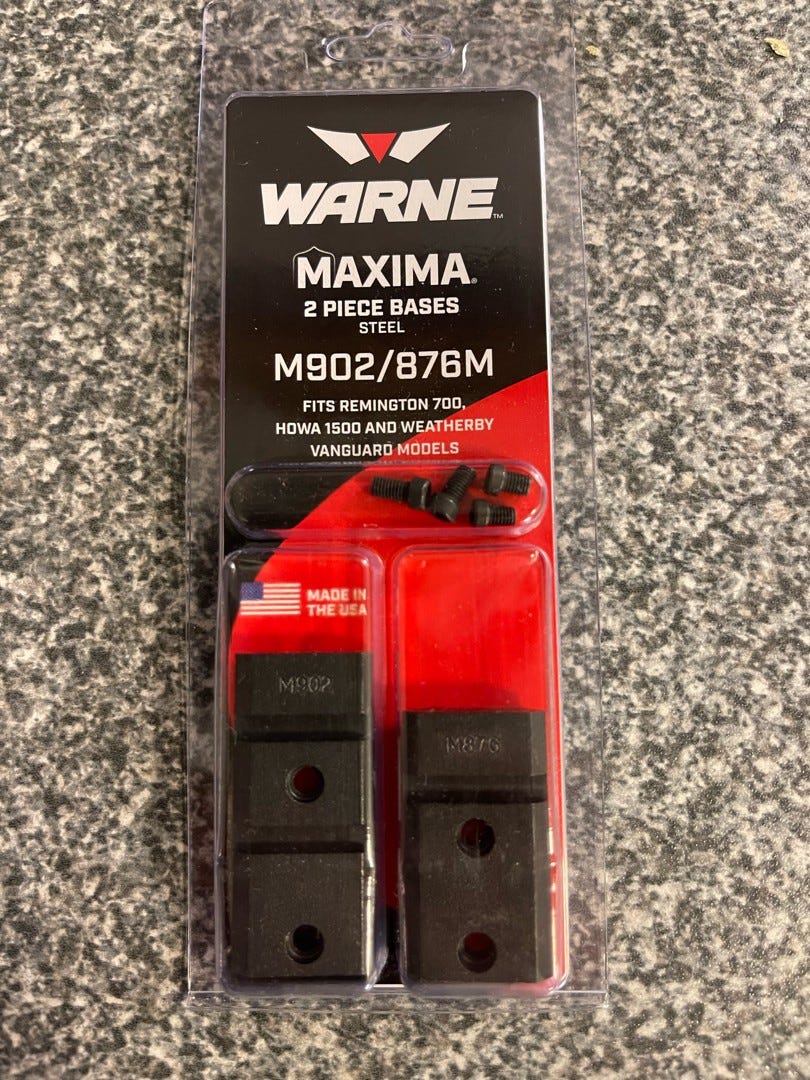 WARNE™
MAXIMA®
2 PIECE BASES
STEEL
M902/876M
FITS REMINGTON 700,
HOWA 1500 AND WEATHERBY
VANGUARD MODELS
MADE IN
THE USA
M902
M876